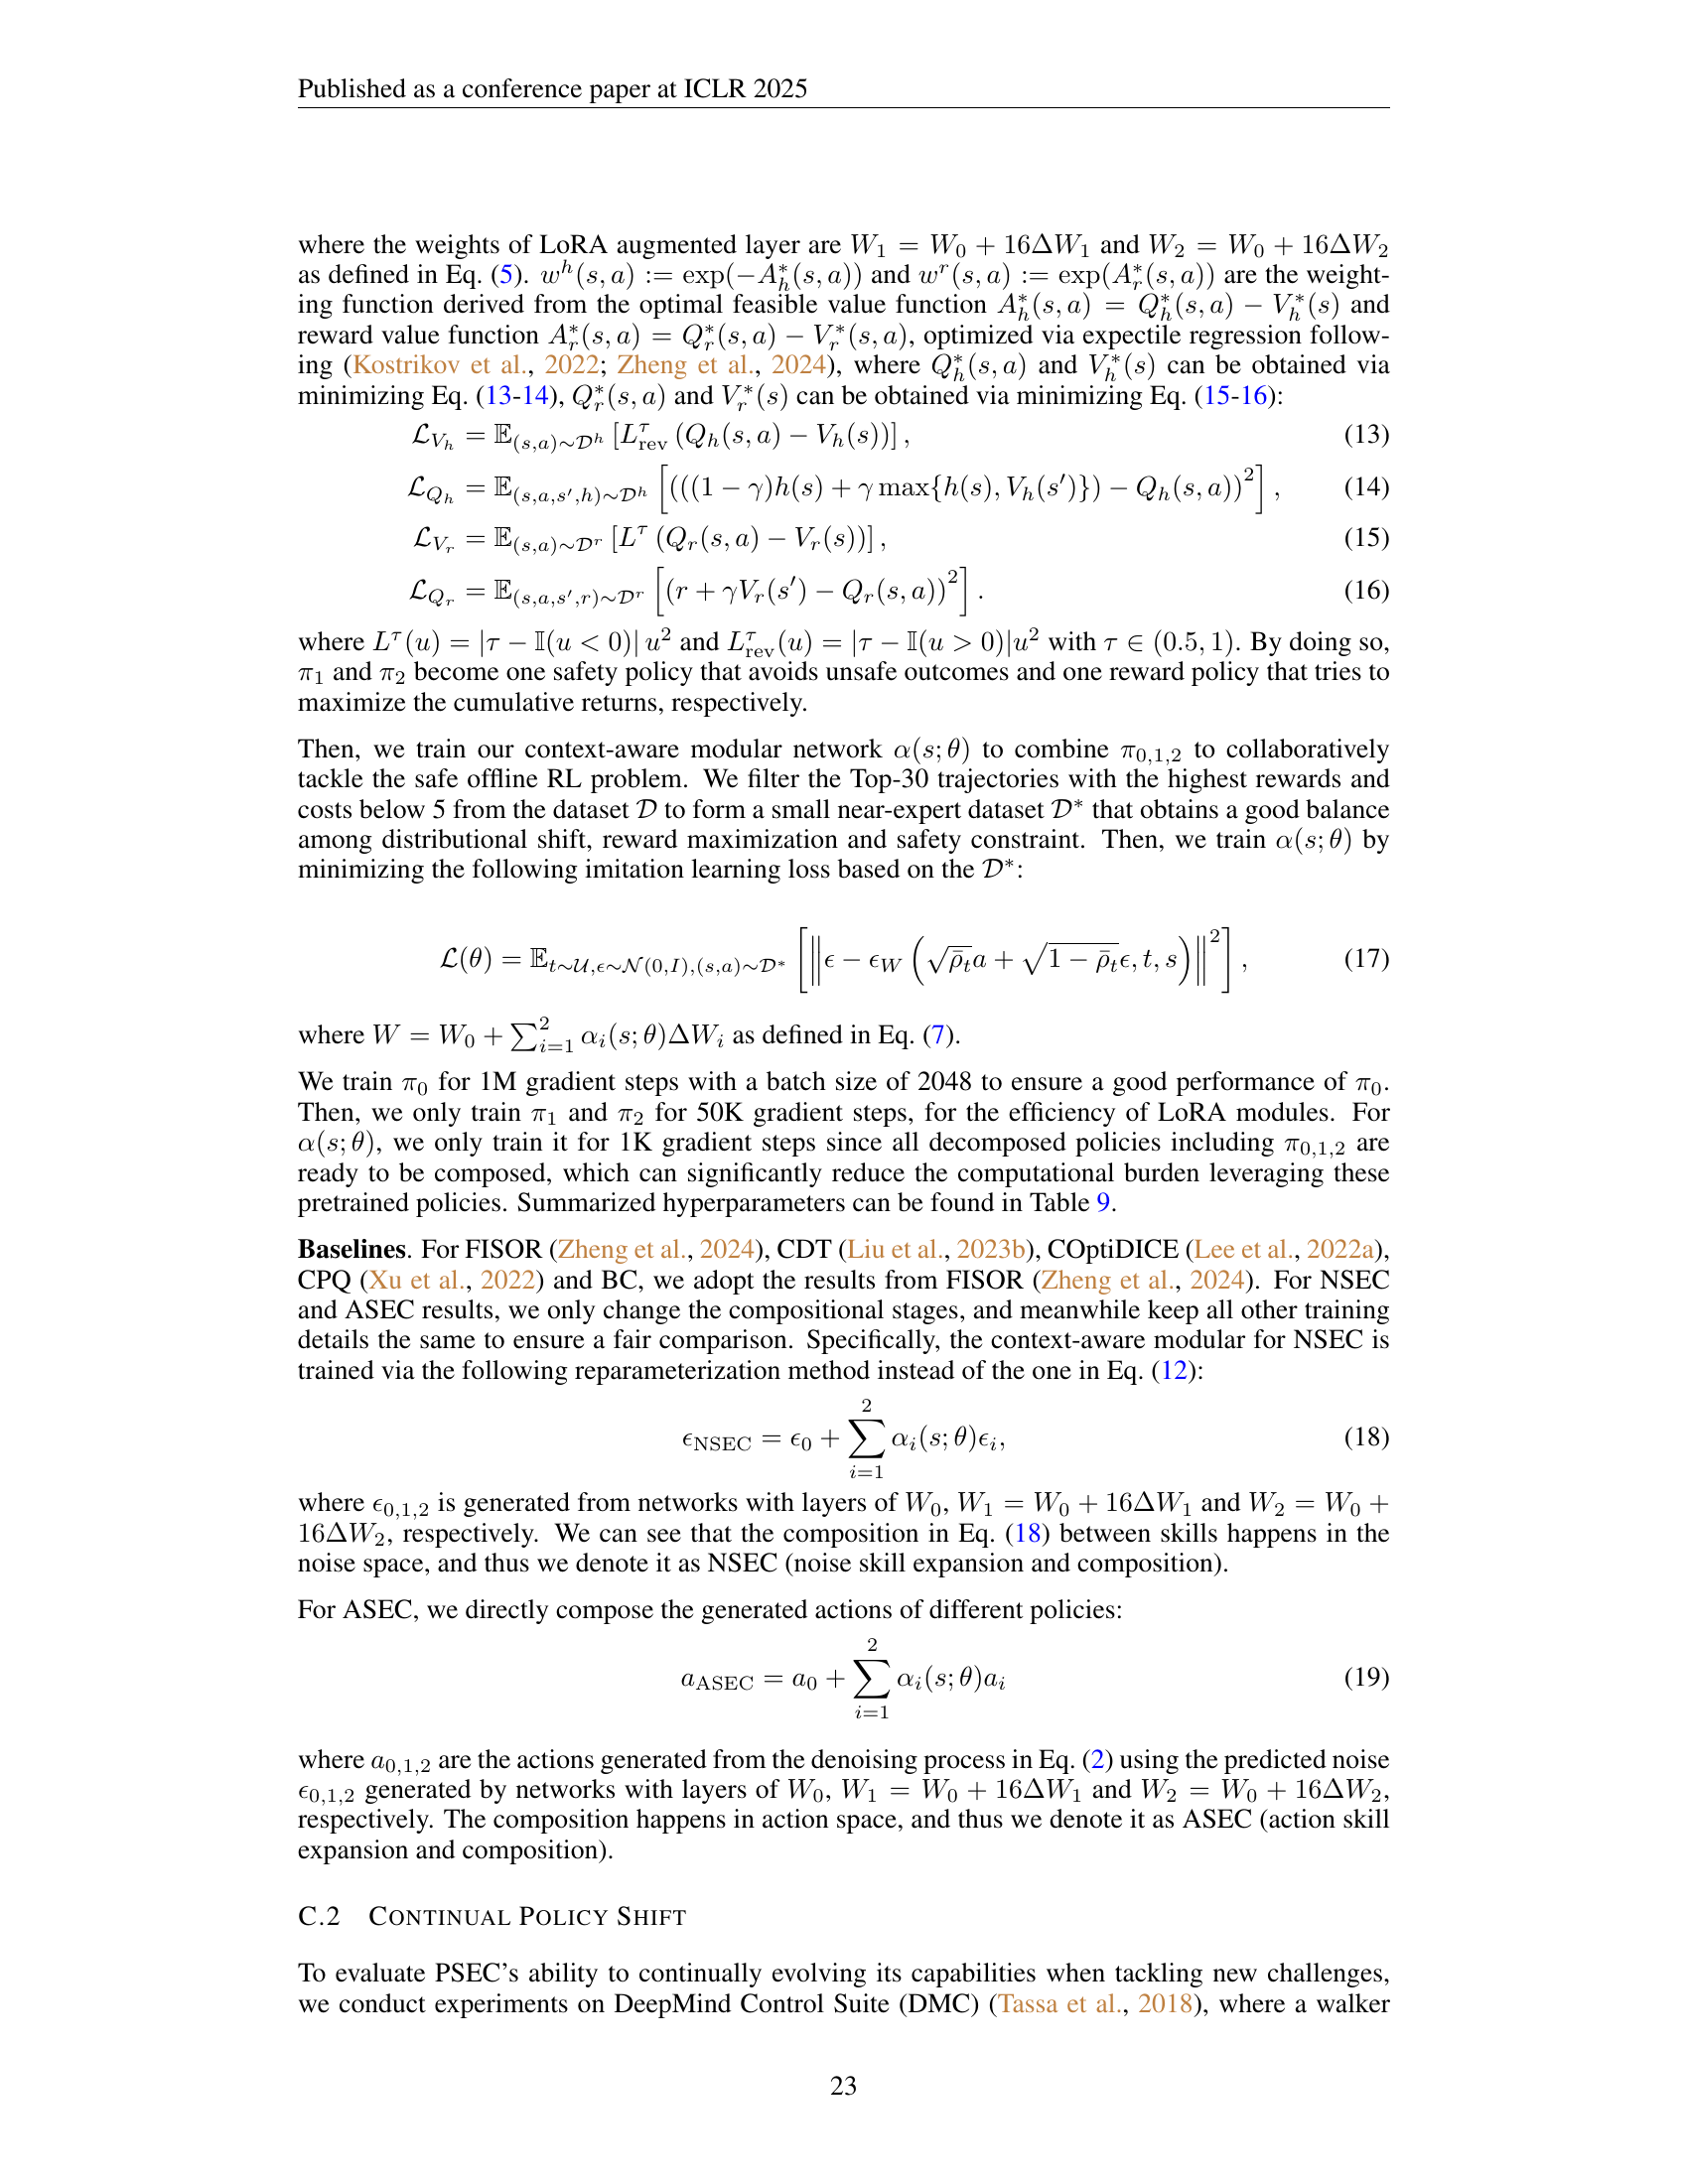 Published as a conference paper at ICLR 2025
where the weights of LoRA augmented layer are $W_1 = W_0 + 16\Delta W_1$ and $W_2 = W_0 + 16\Delta W_2$
as defined in Eq. (5). $w^h(s, a) := \exp(-A_h^*(s, a))$ and $w^r(s, a) := \exp(A_r^*(s, a))$ are the weight-
ing function derived from the optimal feasible value function $A_h^*(s, a) = Q_h^*(s, a) - V_h^*(s)$ and
reward value function $A_r^*(s, a) = Q_r^*(s, a) - V_r^*(s, a)$, optimized via expectile regression follow-
ing (Kostrikov et al., 2022; Zheng et al., 2024), where $Q_h^*(s, a)$ and $V_h^*(s)$ can be obtained via
minimizing Eq. (13-14), $Q_r^*(s, a)$ and $V_r^*(s)$ can be obtained via minimizing Eq. (15-16):
$\mathcal{L}_{V_h} = \mathbb{E}_{(s,a)\sim\mathcal{D}^h} [L_{\text{rev}}^\tau (Q_h(s, a) - V_h(s))],$ (13)
$\mathcal{L}_{Q_h} = \mathbb{E}_{(s,a,s',h)\sim\mathcal{D}^h} \left[ (((1 - \gamma)h(s) + \gamma \max\{h(s), V_h(s')\}) - Q_h(s, a))^2 \right],$ (14)
$\mathcal{L}_{V_r} = \mathbb{E}_{(s,a)\sim\mathcal{D}^r} [L^\tau (Q_r(s, a) - V_r(s))],$ (15)
$\mathcal{L}_{Q_r} = \mathbb{E}_{(s,a,s',r)\sim\mathcal{D}^r} \left[ (r + \gamma V_r(s') - Q_r(s, a))^2 \right].$ (16)
where $L^\tau(u) = |\tau - \mathbb{I}(u < 0)| u^2$ and $L_{\text{rev}}^\tau(u) = |\tau - \mathbb{I}(u > 0)|u^2$ with $\tau \in (0.5, 1)$. By doing so,
$\pi_1$ and $\pi_2$ become one safety policy that avoids unsafe outcomes and one reward policy that tries to
maximize the cumulative returns, respectively.
Then, we train our context-aware modular network $\alpha(s; \theta)$ to combine $\pi_{0,1,2}$ to collaboratively
tackle the safe offline RL problem. We filter the Top-30 trajectories with the highest rewards and
costs below 5 from the dataset $\mathcal{D}$ to form a small near-expert dataset $\mathcal{D}^*$ that obtains a good balance
among distributional shift, reward maximization and safety constraint. Then, we train $\alpha(s; \theta)$ by
minimizing the following imitation learning loss based on the $\mathcal{D}^*$:
$\mathcal{L}(\theta) = \mathbb{E}_{t\sim\mathcal{U},\epsilon\sim\mathcal{N}(0,I),(s,a)\sim\mathcal{D}^*} \left[ \left\| \epsilon - \epsilon_W \left( \sqrt{\bar{\rho}_t} a + \sqrt{1 - \bar{\rho}_t} \epsilon, t, s \right) \right\|^2 \right],$ (17)
where $W = W_0 + \sum_{i=1}^2 \alpha_i(s; \theta)\Delta W_i$ as defined in Eq. (7).
We train $\pi_0$ for 1M gradient steps with a batch size of 2048 to ensure a good performance of $\pi_0$.
Then, we only train $\pi_1$ and $\pi_2$ for 50K gradient steps, for the efficiency of LoRA modules. For
$\alpha(s; \theta)$, we only train it for 1K gradient steps since all decomposed policies including $\pi_{0,1,2}$ are
ready to be composed, which can significantly reduce the computational burden leveraging these
pretrained policies. Summarized hyperparameters can be found in Table 9.
Baselines. For FISOR (Zheng et al., 2024), CDT (Liu et al., 2023b), COptiDICE (Lee et al., 2022a),
CPQ (Xu et al., 2022) and BC, we adopt the results from FISOR (Zheng et al., 2024). For NSEC
and ASEC results, we only change the compositional stages, and meanwhile keep all other training
details the same to ensure a fair comparison. Specifically, the context-aware modular for NSEC is
trained via the following reparameterization method instead of the one in Eq. (12):
$\epsilon_{\text{NSEC}} = \epsilon_0 + \sum_{i=1}^2 \alpha_i(s; \theta)\epsilon_i,$ (18)
where $\epsilon_{0,1,2}$ is generated from networks with layers of $W_0$, $W_1 = W_0 + 16\Delta W_1$ and $W_2 = W_0 +$
$16\Delta W_2$, respectively. We can see that the composition in Eq. (18) between skills happens in the
noise space, and thus we denote it as NSEC (noise skill expansion and composition).
For ASEC, we directly compose the generated actions of different policies:
$a_{\text{ASEC}} = a_0 + \sum_{i=1}^2 \alpha_i(s; \theta)a_i$ (19)
where $a_{0,1,2}$ are the actions generated from the denoising process in Eq. (2) using the predicted noise
$\epsilon_{0,1,2}$ generated by networks with layers of $W_0$, $W_1 = W_0 + 16\Delta W_1$ and $W_2 = W_0 + 16\Delta W_2$,
respectively. The composition happens in action space, and thus we denote it as ASEC (action skill
expansion and composition).
C.2 CONTINUAL POLICY SHIFT
To evaluate PSEC's ability to continually evolving its capabilities when tackling new challenges,
we conduct experiments on DeepMind Control Suite (DMC) (Tassa et al., 2018), where a walker
23